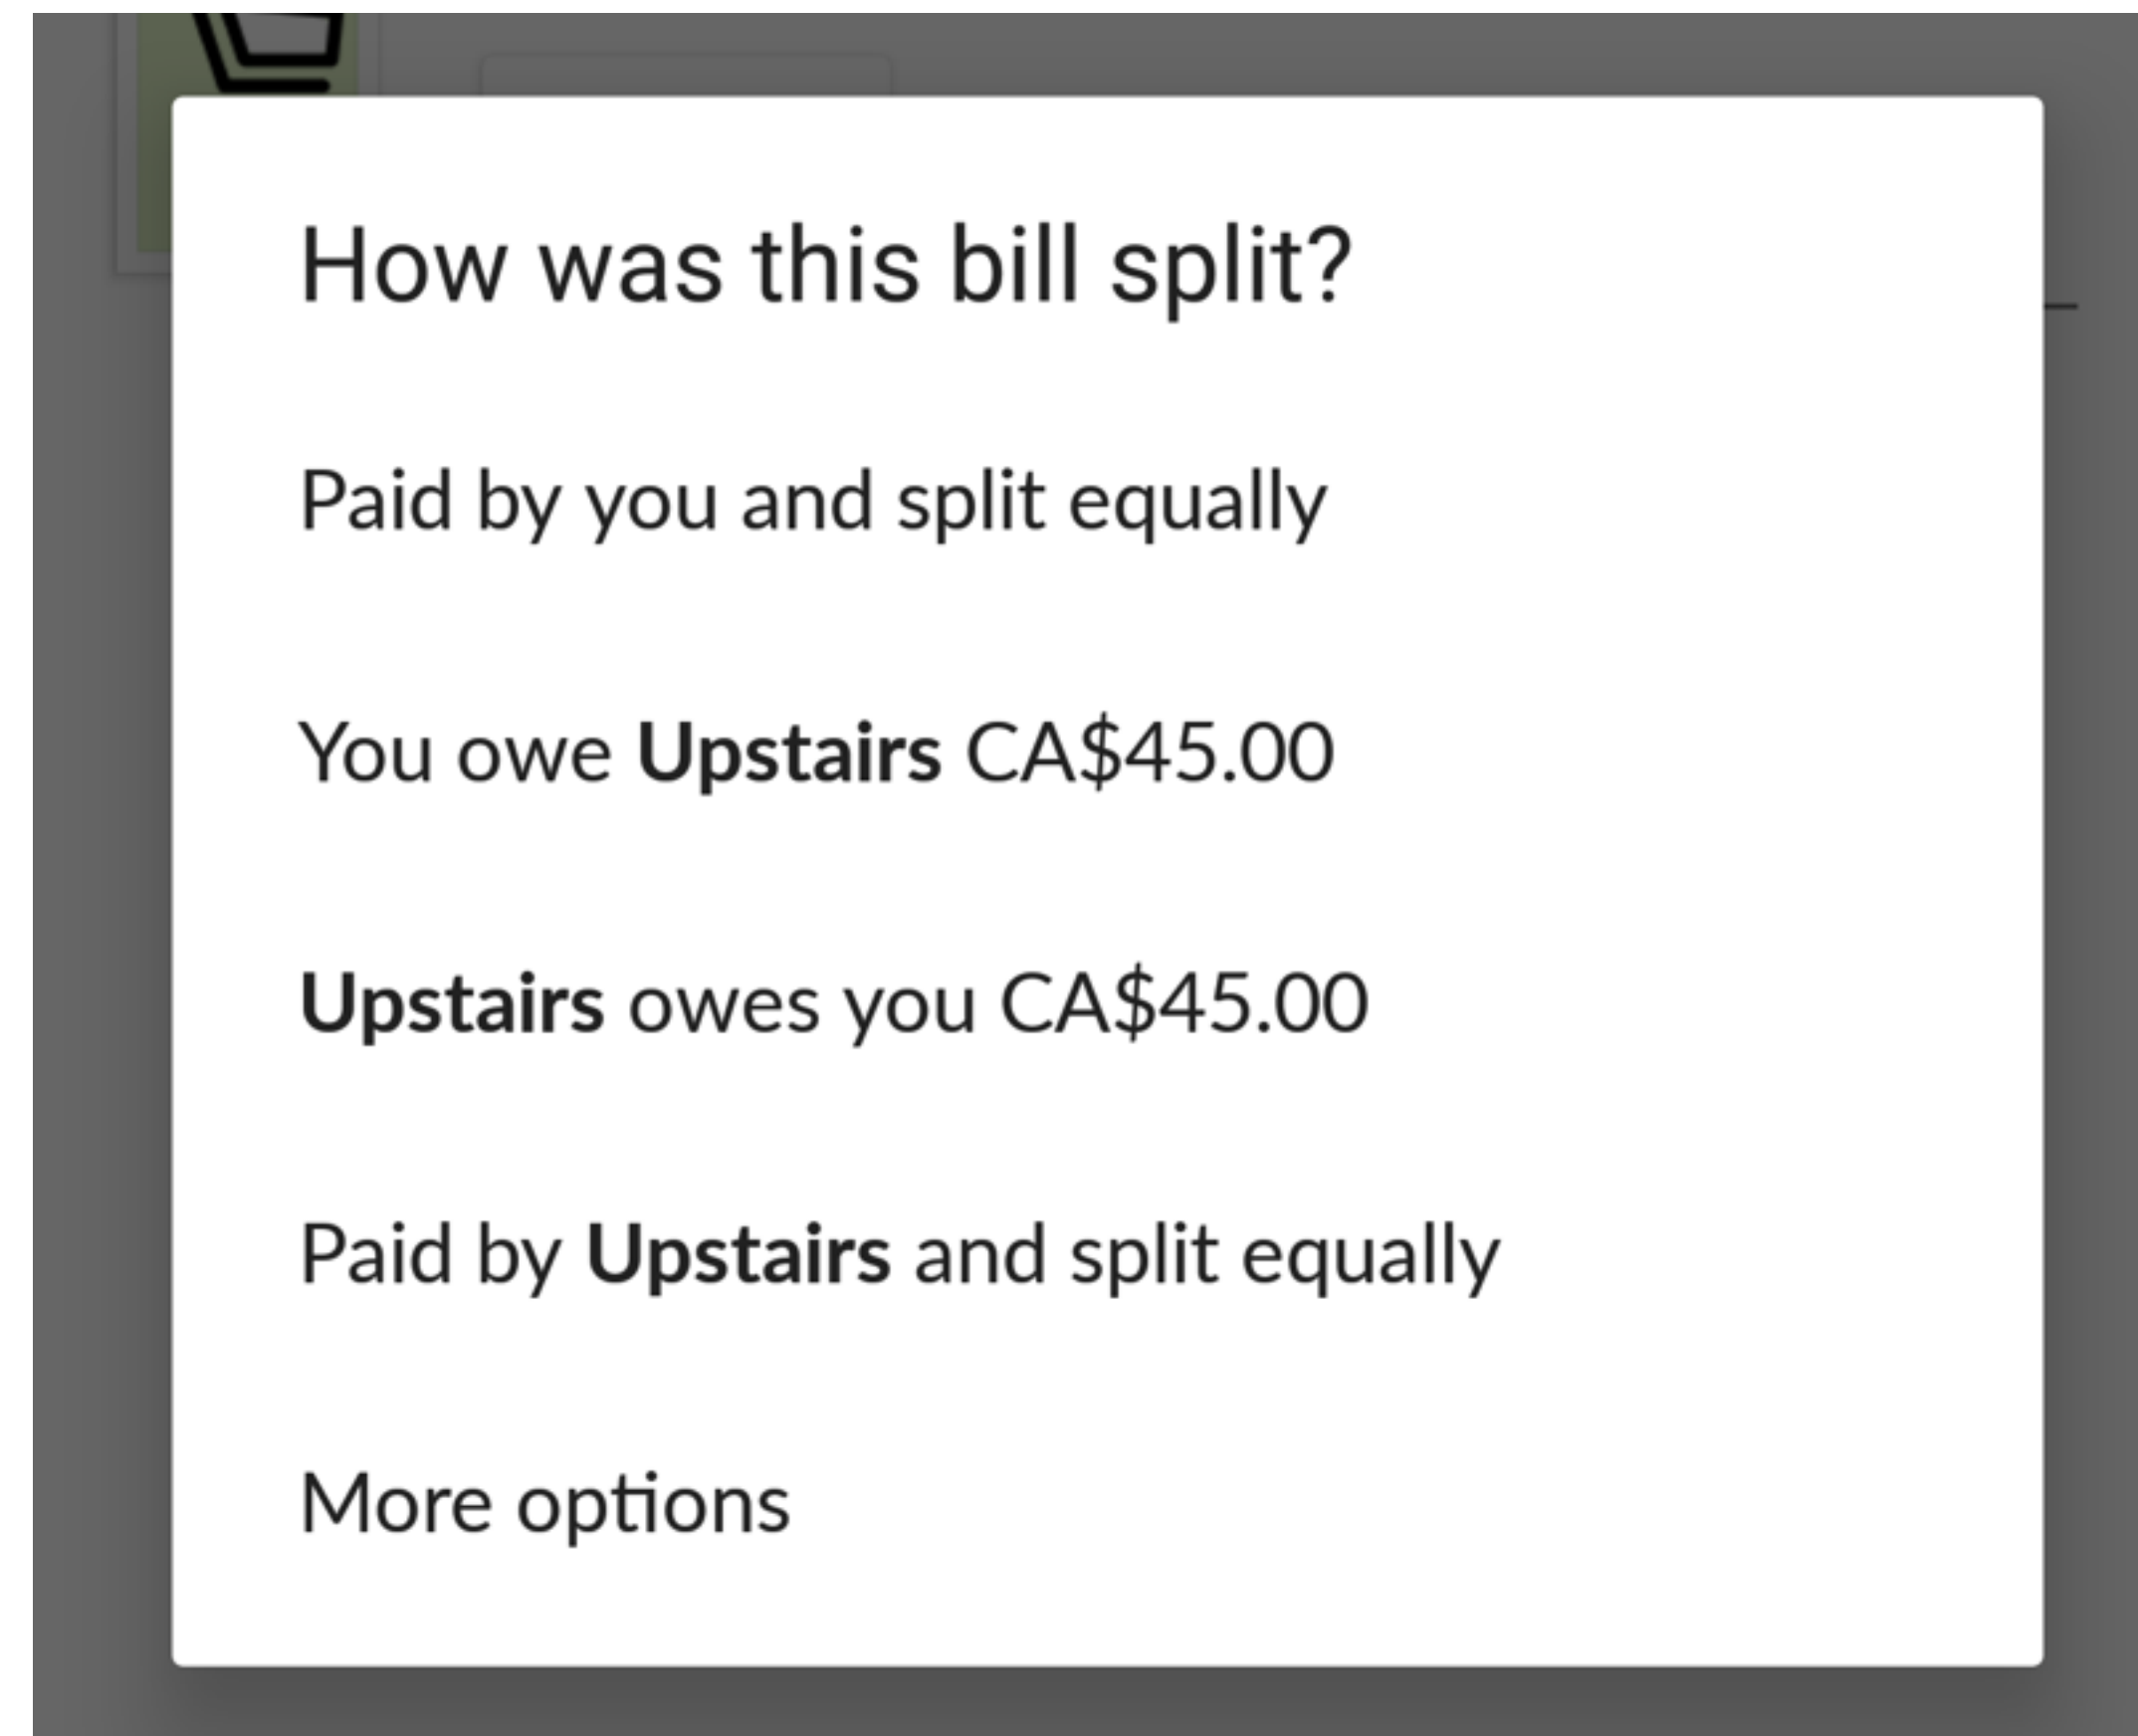 How was this bill split?
Paid by you and split equally
You owe Upstairs CA$45.00
Upstairs owes you CA$45.00
Paid by Upstairs and split equally
More options